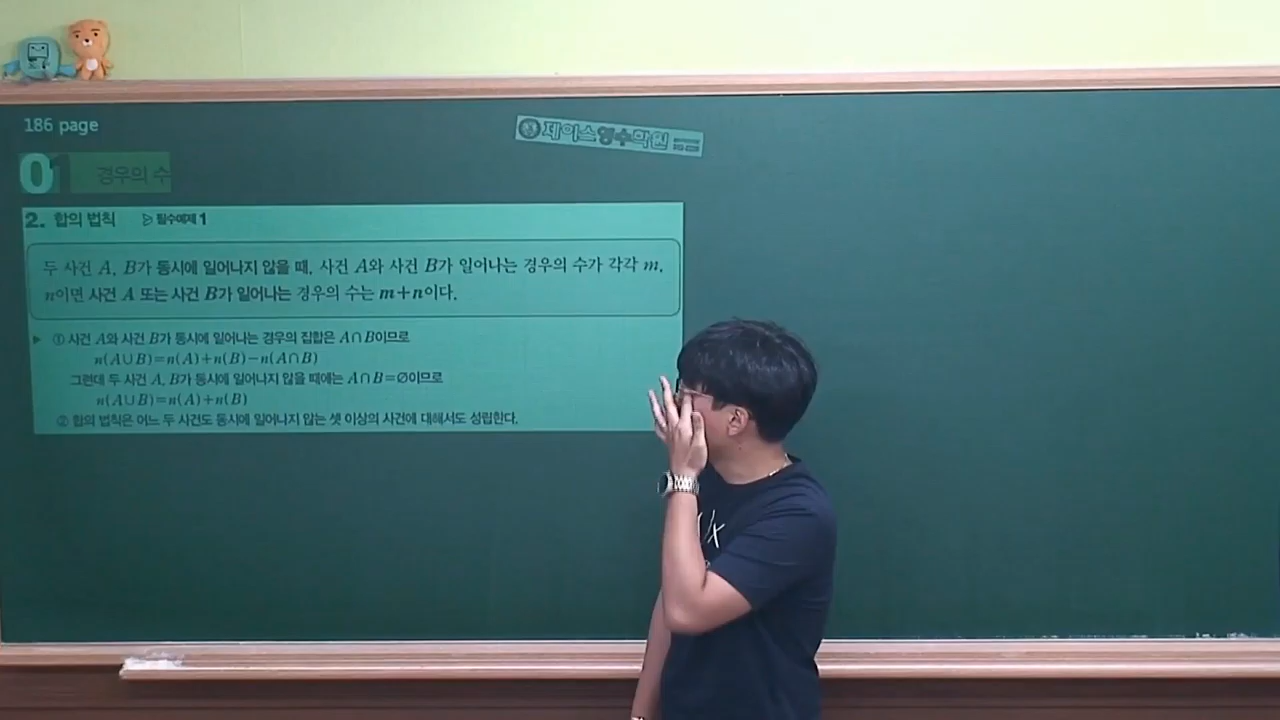 186 page
제이스영수학원
01 경우의 수
2. 합의 법칙 ▷ 필수예제 1
두 사건 A, B가 동시에 일어나지 않을 때, 사건 A와 사건 B가 일어나는 경우의 수가 각각 m,
n이면 사건 A 또는 사건 B가 일어나는 경우의 수는 m+n이다.
▶ ① 사건 A와 사건 B가 동시에 일어나는 경우의 집합은 A∩B이므로
n(A∪B)=n(A)+n(B)-n(A∩B)
그런데 두 사건 A, B가 동시에 일어나지 않을 때에는 A∩B=∅이므로
n(A∪B)=n(A)+n(B)
② 합의 법칙은 어느 두 사건도 동시에 일어나지 않는 셋 이상의 사건에 대해서도 성립한다.